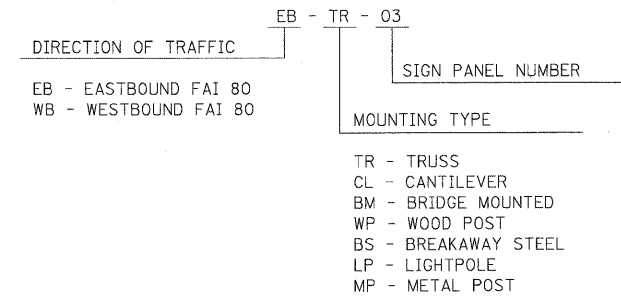 EB - TR - 03
DIRECTION OF TRAFFIC
EB - EASTBOUND FAI 80
WB - WESTBOUND FAI 80
SIGN PANEL NUMBER
MOUNTING TYPE
TR - TRUSS
CL - CANTILEVER
BM - BRIDGE MOUNTED
WP - WOOD POST
BS - BREAKAWAY STEEL
LP - LIGHTPOLE
MP - METAL POST